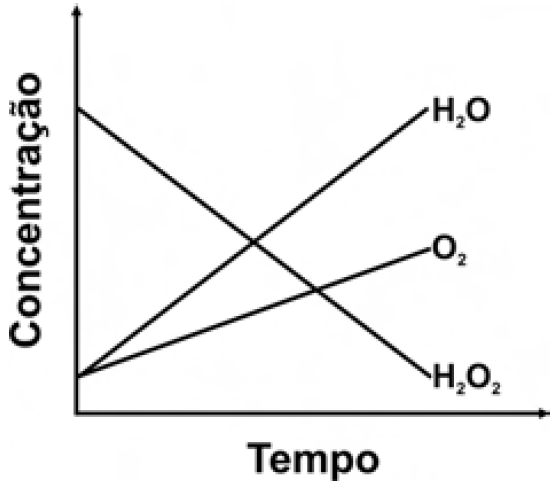 Concentração
H₂O
O₂
H₂O₂
Tempo